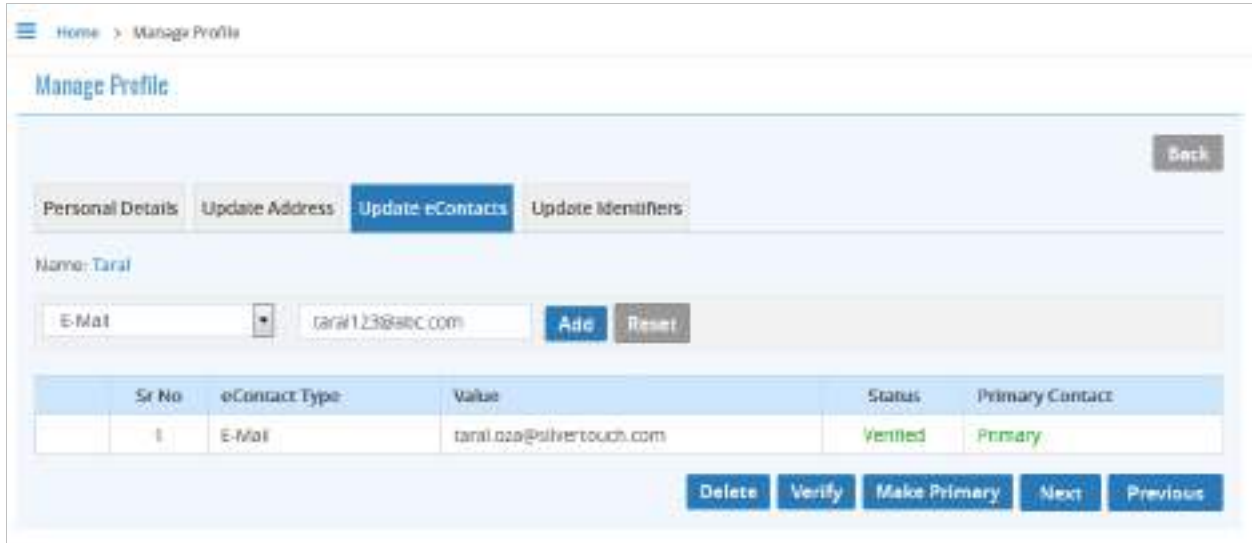 Home > Manage Profile
Manage Profile
Back
Personal Details Update Address Update eContacts Update Identifiers
Name: Taral
E-Mail taral123@abc.com Add Reset
Sr No eContact Type Value Status Primary Contact
1 E-Mail taral.oza@silvertouch.com Verified Primary
Delete Verify Make Primary Next Previous